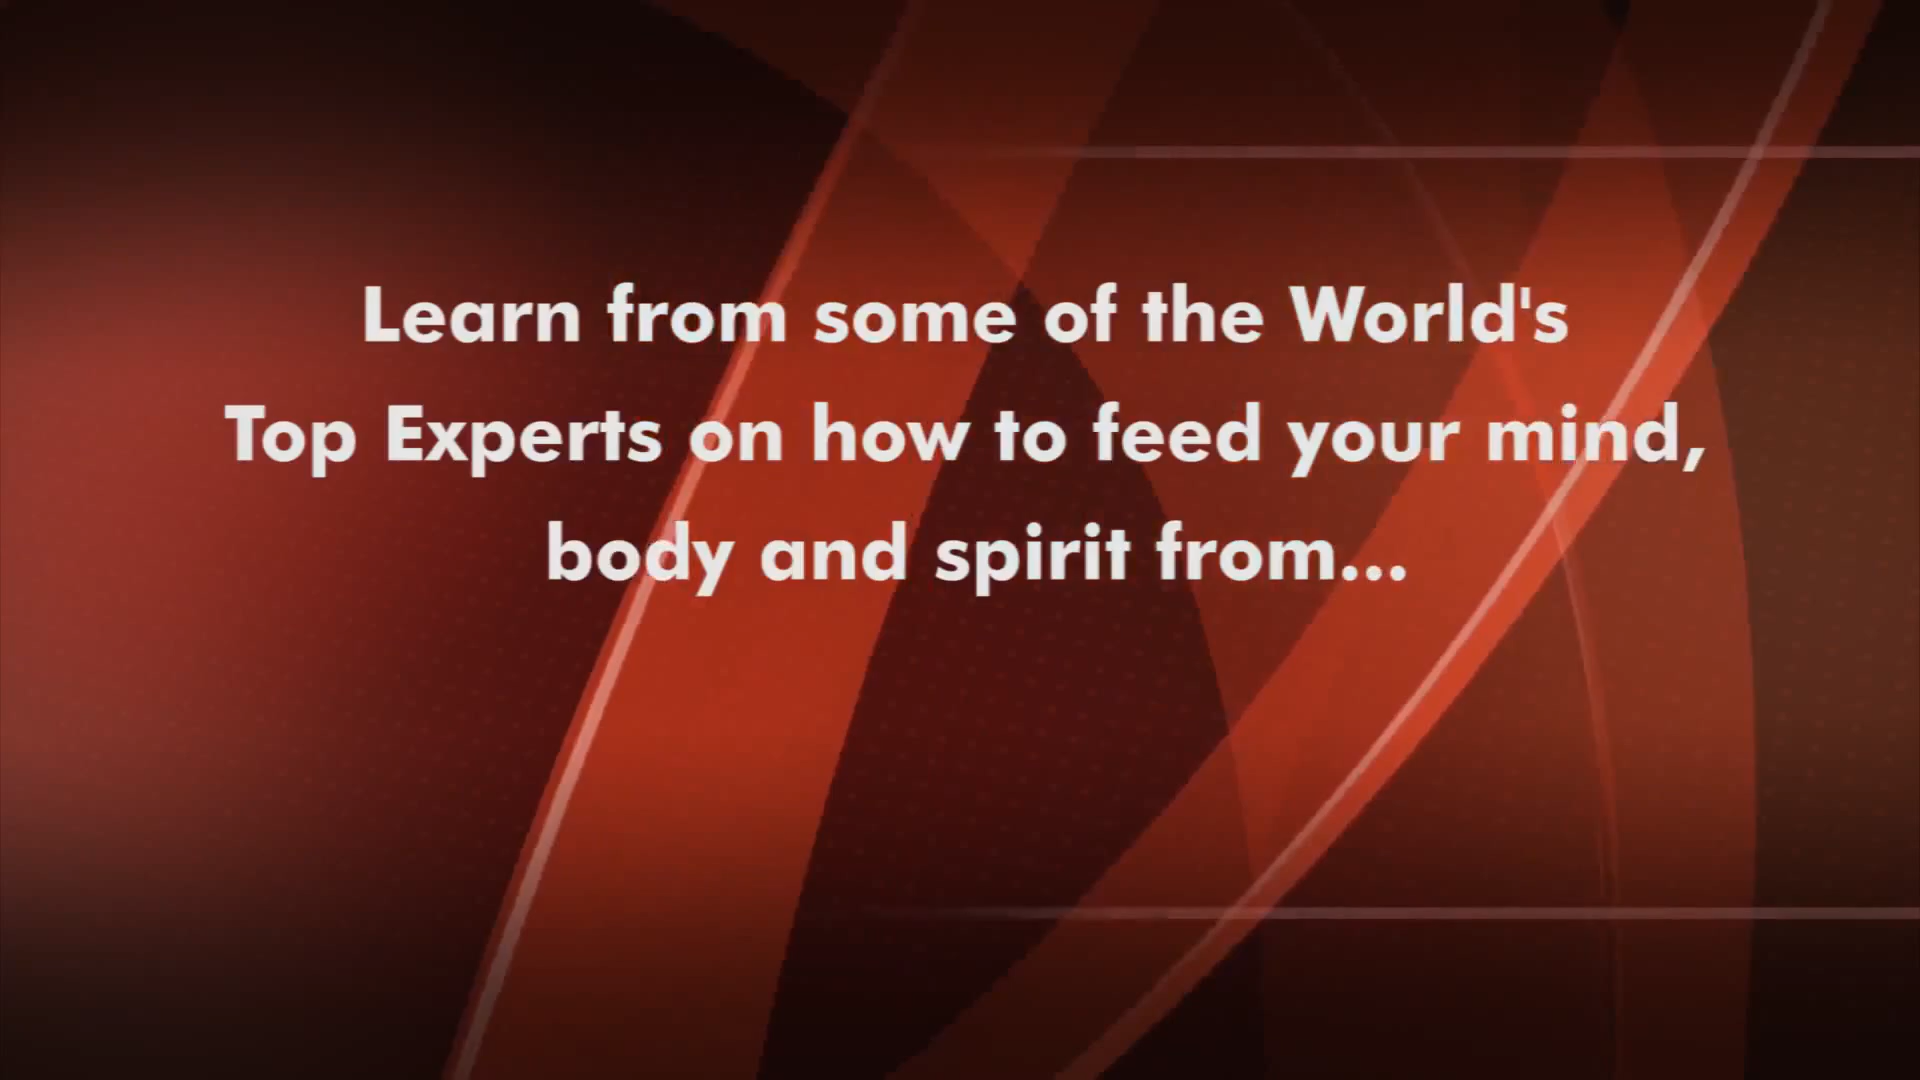 Learn from some of the World's
Top Experts on how to feed your mind,
body and spirit from...